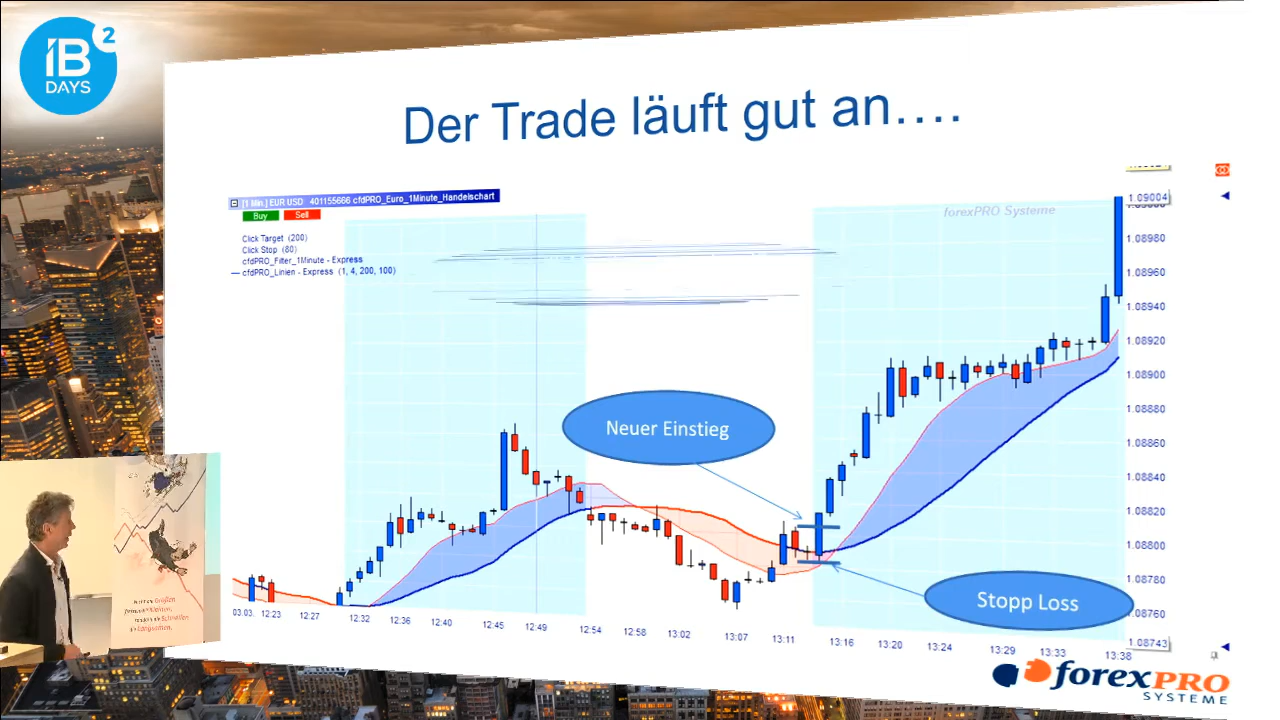 IB 2
DAYS
Der Trade läuft gut an….
[1 Min.] EUR USD 401155666 cfdPRO_Euro_1Minute_Handelschart
Buy Sell
forexPRO Systeme
Click Target (200)
Click Stop (80)
cfdPRO_Filter_1Minute - Express
cfdPRO_Linien - Express (1, 4, 200, 100)
1.09004
1.08980
1.08960
1.08940
1.08920
1.08900
1.08880
1.08860
1.08840
1.08820
1.08800
1.08780
1.08760
1.08743
Neuer Einstieg
Stopp Loss
03.03. 12:23 12:27 12:32 12:36 12:40 12:45 12:49 12:54 12:58 13:02 13:07 13:11 13:16 13:20 13:24 13:29 13:33 13:38
Großen
die Langsamen.
forexPRO
SYSTEME